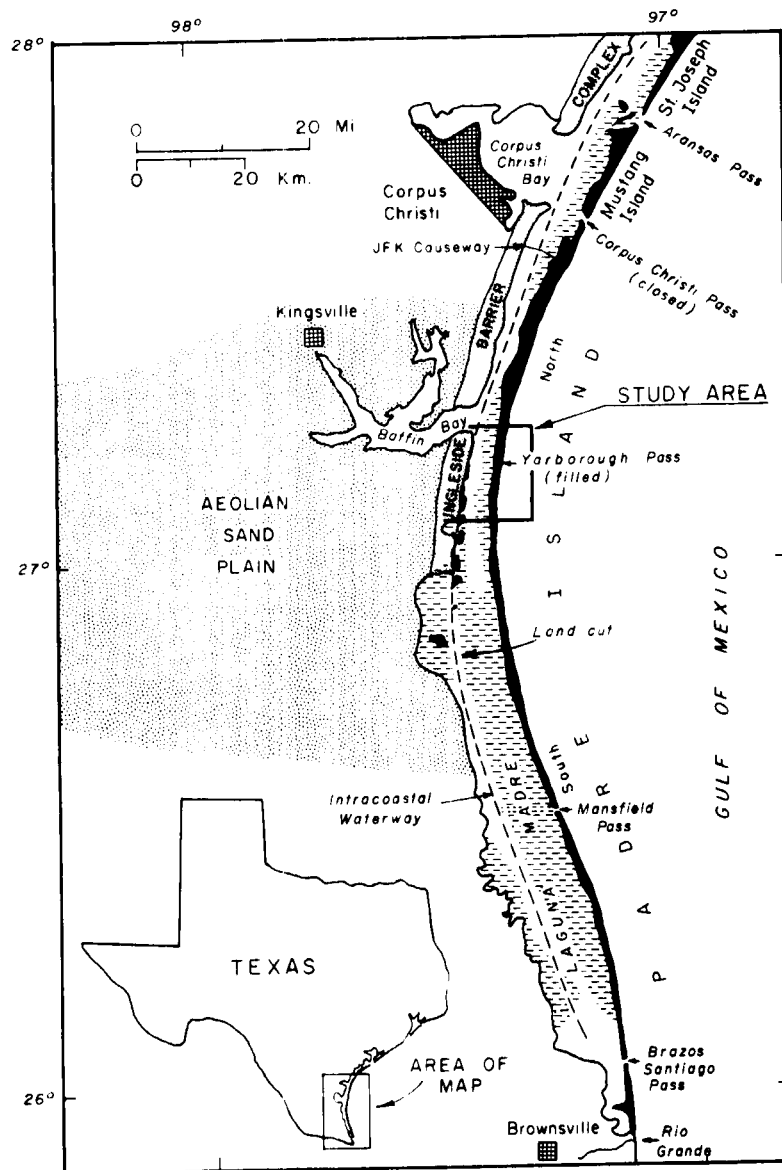 98°
97°
28°
COMPLEX
St. Joseph
Island
0 20 Mi
0 20
Km.
Corpus
Christi
Bay
Aransas Pass
Corpus
Christi
Mustang
Island
JFK Causeway
Corpus Christi Pass
(closed)
Kingsville
BARRIER
North
STUDY AREA
Baffin Bay
Yarborough Pass
(filled)
INGLESIDE
AEOLIAN
SAND
PLAIN
27°
PADRE ISLAND
Land cut
GULF OF MEXICO
South
Intracoastal
Waterway
LAGUNA MADRE
Mansfield
Pass
TEXAS
AREA OF
MAP
Brazos
Santiago
Pass
26°
Brownsville
Rio
Grande